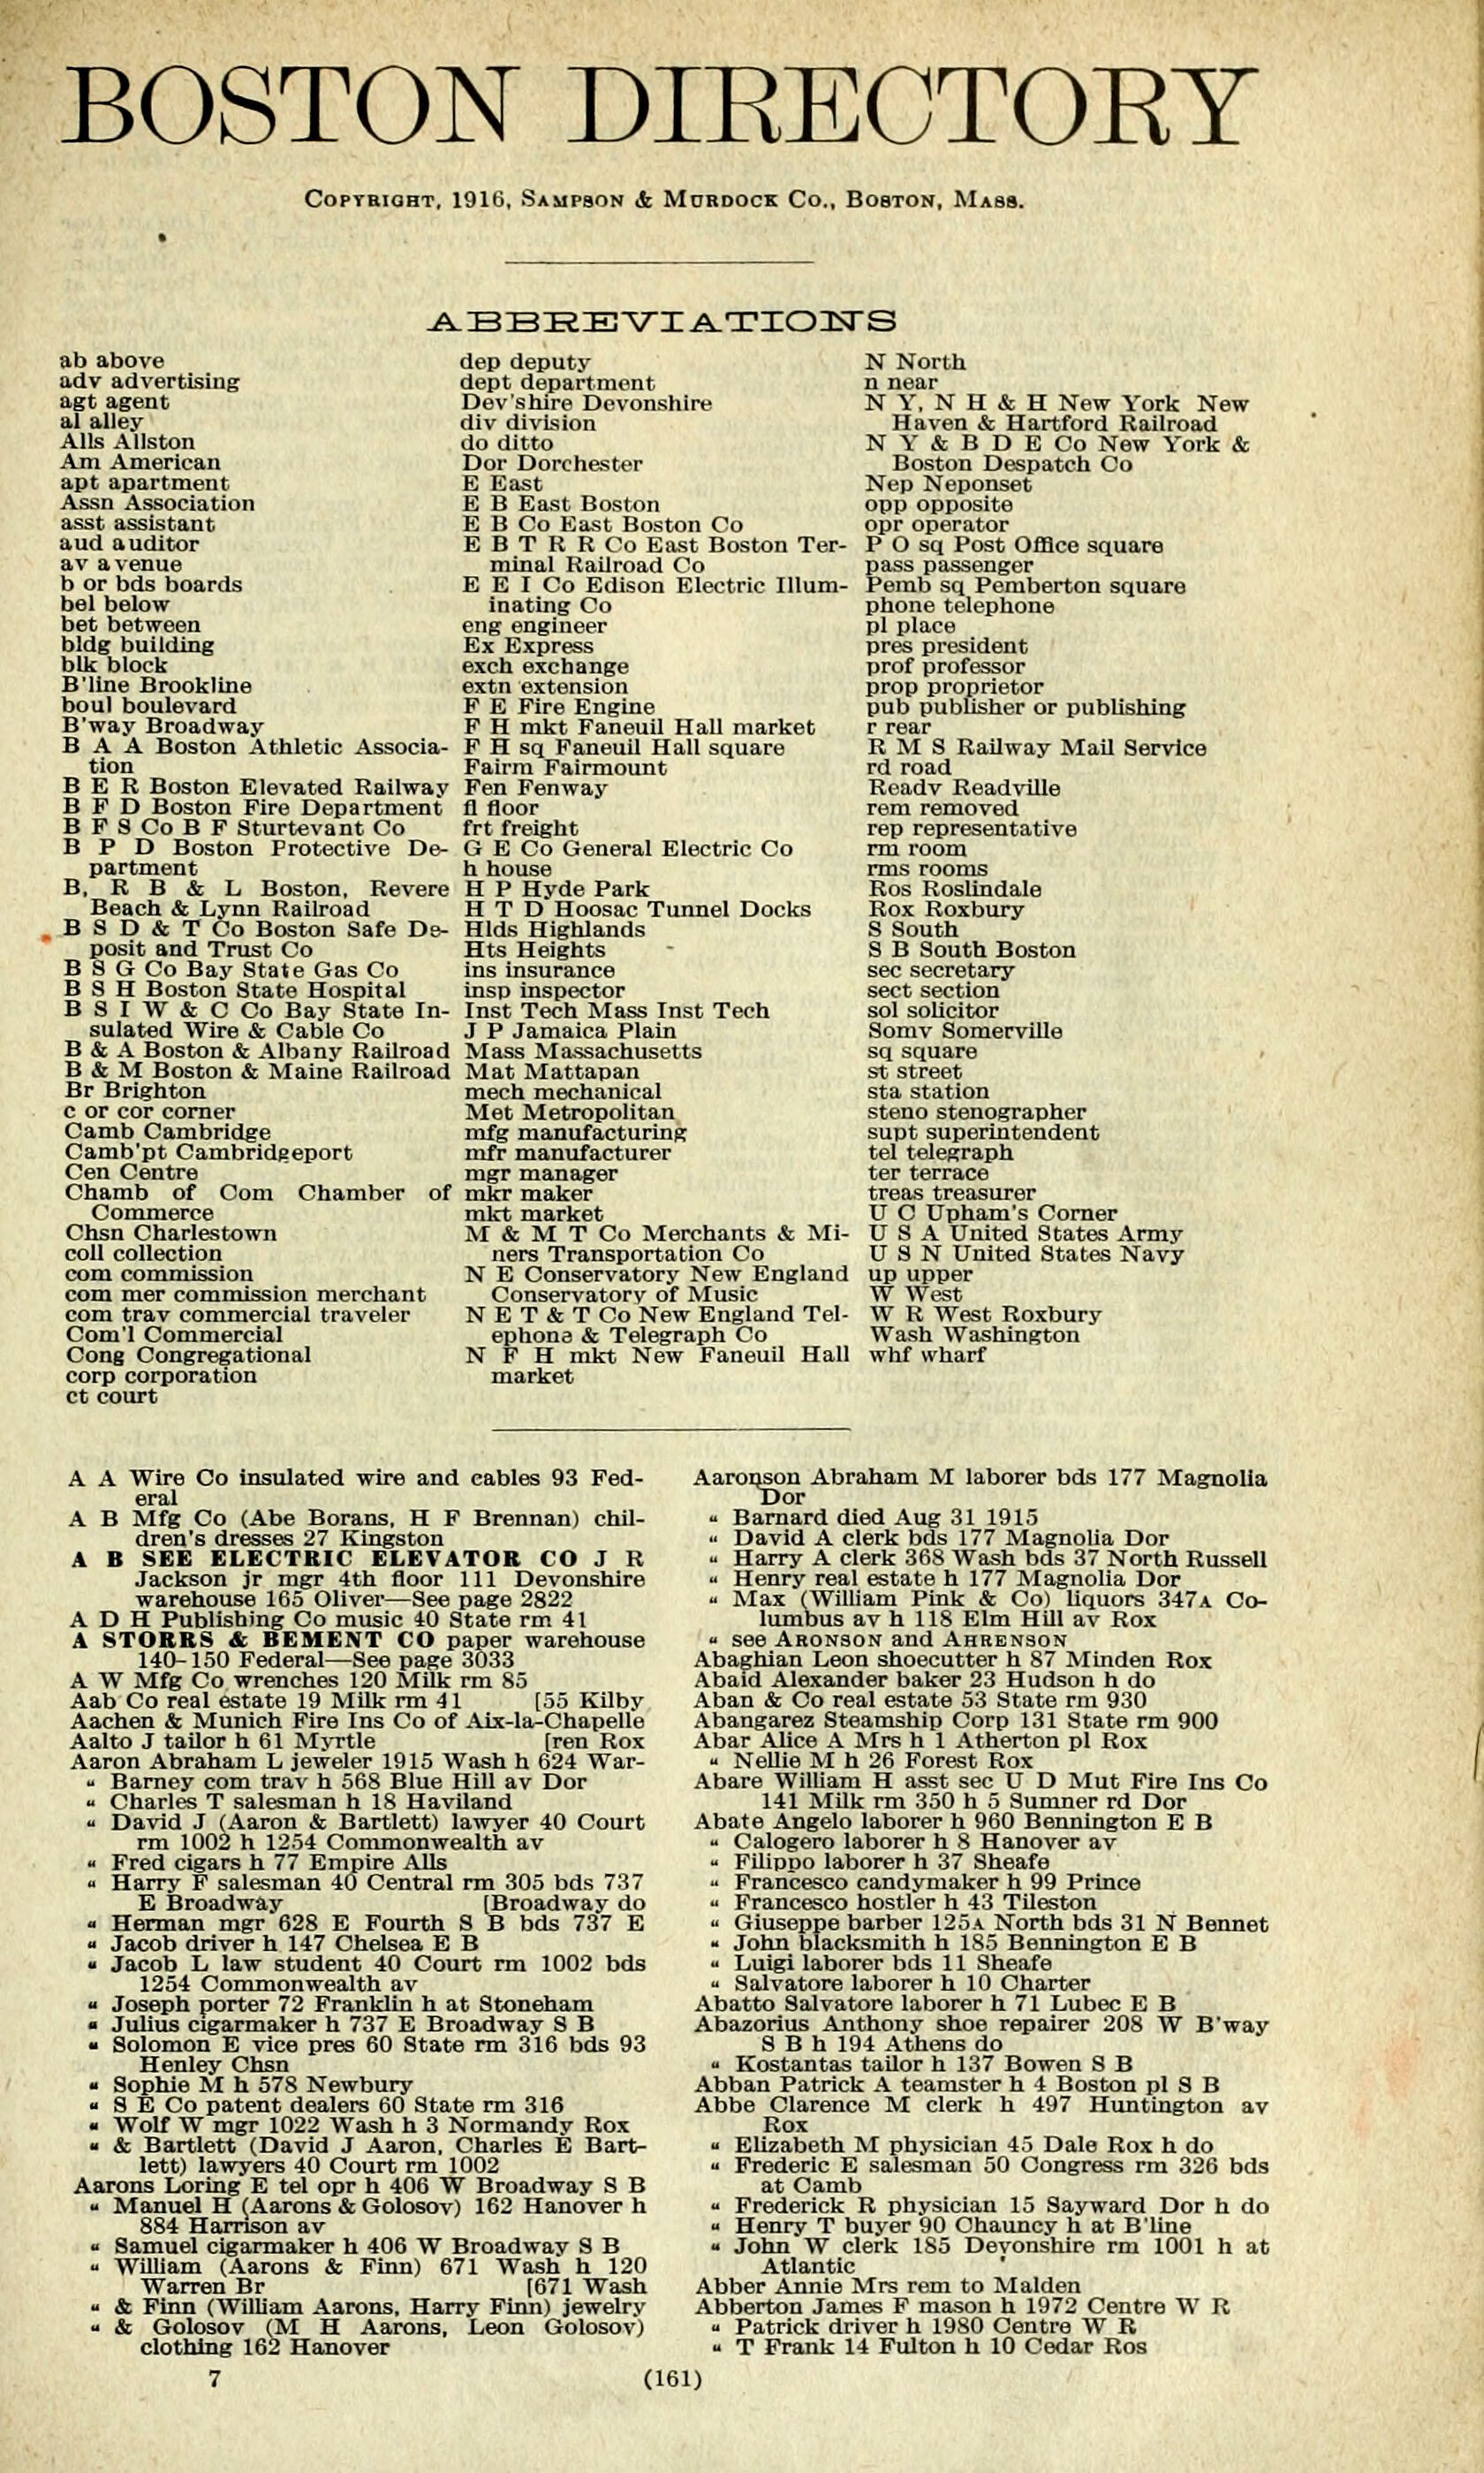 BOSTON DIRECTORY
COPYRIGHT, 1916, SAMPSON & MURDOCK CO., BOSTON, MASS.
ABBREVIATIONS
ab above
adv advertising
agt agent
al alley
Alls Allston
Am American
apt apartment
Assn Association
asst assistant
aud auditor
av avenue
b or bds boards
bel below
bet between
bldg building
blk block
B'line Brookline
boul boulevard
B'way Broadway
B A A Boston Athletic Associa-
tion
B E R Boston Elevated Railway
B F D Boston Fire Department
B F S Co B F Sturtevant Co
B P D Boston Protective De-
partment
B, R B & L Boston, Revere
Beach & Lynn Railroad
B S D & T Co Boston Safe De-
posit and Trust Co
B S G Co Bay State Gas Co
B S H Boston State Hospital
B S I W & C Co Bay State In-
sulated Wire & Cable Co
B & A Boston & Albany Railroad
B & M Boston & Maine Railroad
Br Brighton
c or cor corner
Camb Cambridge
Camb'pt Cambridgeport
Cen Centre
Chamb of Com Chamber of
Commerce
Chsn Charlestown
coll collection
com commission
com mer commission merchant
com trav commercial traveler
Com'l Commercial
Cong Congregational
corp corporation
ct court
dep deputy
dept department
Dev'shire Devonshire
div division
do ditto
Dor Dorchester
E East
E B East Boston
E B Co East Boston Co
E B T R R Co East Boston Ter-
minal Railroad Co
E E I Co Edison Electric Illum-
inating Co
eng engineer
Ex Express
exch exchange
extn extension
F E Fire Engine
F H mkt Faneuil Hall market
F H sq Faneuil Hall square
Fairm Fairmount
Fen Fenway
fl floor
frt freight
G E Co General Electric Co
h house
H P Hyde Park
H T D Hoosac Tunnel Docks
Hlds Highlands
Hts Heights
ins insurance
insp inspector
Inst Tech Mass Inst Tech
J P Jamaica Plain
Mass Massachusetts
Mat Mattapan
mech mechanical
Met Metropolitan
mfg manufacturing
mfr manufacturer
mgr manager
mkr maker
mkt market
M & M T Co Merchants & Mi-
ners Transportation Co
N E Conservatory New England
Conservatory of Music
N E T & T Co New England Tel-
ephone & Telegraph Co
N F H mkt New Faneuil Hall
market
N North
n near
N Y, N H & H New York New
Haven & Hartford Railroad
N Y & B D E Co New York &
Boston Despatch Co
Nep Neponset
opp opposite
opr operator
P O sq Post Office square
pass passenger
Pemb sq Pemberton square
phone telephone
pl place
pres president
prof professor
prop proprietor
pub publisher or publishing
r rear
R M S Railway Mail Service
rd road
Readv Readville
rem removed
rep representative
rm room
rms rooms
Ros Roslindale
Rox Roxbury
S South
S B South Boston
sec secretary
sect section
sol solicitor
Somv Somerville
sq square
st street
sta station
steno stenographer
supt superintendent
tel telegraph
ter terrace
treas treasurer
U C Upham's Corner
U S A United States Army
U S N United States Navy
up upper
W West
W R West Roxbury
Wash Washington
whf wharf
A A Wire Co insulated wire and cables 93 Fed-
eral
A B Mfg Co (Abe Borans, H F Brennan) chil-
dren's dresses 27 Kingston
A B SEE ELECTRIC ELEVATOR CO J R
Jackson jr mgr 4th floor 111 Devonshire
warehouse 165 Oliver—See page 2822
A D H Publishing Co music 40 State rm 41
A STORRS & BEMENT CO paper warehouse
140-150 Federal—See page 3033
A W Mfg Co wrenches 120 Milk rm 85
Aab Co real estate 19 Milk rm 41 [55 Kilby
Aachen & Munich Fire Ins Co of Aix-la-Chapelle
Aalto J tailor h 61 Myrtle [ren Rox
Aaron Abraham L jeweler 1915 Wash h 624 War-
" Barney com trav h 568 Blue Hill av Dor
" Charles T salesman h 18 Haviland
" David J (Aaron & Bartlett) lawyer 40 Court
rm 1002 h 1254 Commonwealth av
" Fred cigars h 77 Empire Alls
" Harry F salesman 40 Central rm 305 bds 737
E Broadway [Broadway do
" Herman mgr 628 E Fourth S B bds 737 E
" Jacob driver h 147 Chelsea E B
" Jacob L law student 40 Court rm 1002 bds
1254 Commonwealth av
" Joseph porter 72 Franklin h at Stoneham
" Julius cigarmaker h 737 E Broadway S B
" Solomon E vice pres 60 State rm 316 bds 93
Henley Chsn
" Sophie M h 578 Newbury
" S E Co patent dealers 60 State rm 316
" Wolf W mgr 1022 Wash h 3 Normandy Rox
" & Bartlett (David J Aaron, Charles E Bart-
lett) lawyers 40 Court rm 1002
Aarons Loring E tel opr h 406 W Broadway S B
" Manuel H (Aarons & Golosov) 162 Hanover h
884 Harrison av
" Samuel cigarmaker h 406 W Broadway S B
" William (Aarons & Finn) 671 Wash h 120
Warren Br [671 Wash
" & Finn (William Aarons, Harry Finn) jewelry
" & Golosov (M H Aarons, Leon Golosov)
clothing 162 Hanover
Aaronson Abraham M laborer bds 177 Magnolia
Dor
" Barnard died Aug 31 1915
" David A clerk bds 177 Magnolia Dor
" Harry A clerk 368 Wash bds 37 North Russell
" Henry real estate h 177 Magnolia Dor
" Max (William Pink & Co) liquors 347A Co-
lumbus av h 118 Elm Hill av Rox
" see ARONSON and AHRENSON
Abaghian Leon shoecutter h 87 Minden Rox
Abaid Alexander baker 23 Hudson h do
Aban & Co real estate 53 State rm 930
Abangarez Steamship Corp 131 State rm 900
Abar Alice A Mrs h 1 Atherton pl Rox
" Nellie M h 26 Forest Rox
Abare William H asst sec U D Mut Fire Ins Co
141 Milk rm 350 h 5 Sumner rd Dor
Abate Angelo laborer h 960 Bennington E B
" Calogero laborer h 8 Hanover av
" Filippo laborer h 37 Sheafe
" Francesco candymaker h 99 Prince
" Francesco hostler h 43 Tileston
" Giuseppe barber 125A North bds 31 N Bennet
" John blacksmith h 185 Bennington E B
" Luigi laborer bds 11 Sheafe
" Salvatore laborer h 10 Charter
Abatto Salvatore laborer h 71 Lubec E B
Abazorius Anthony shoe repairer 208 W B'way
S B h 194 Athens do
" Kostantas tailor h 137 Bowen S B
Abban Patrick A teamster h 4 Boston pl S B
Abbe Clarence M clerk h 497 Huntington av
Rox
" Elizabeth M physician 45 Dale Rox h do
" Frederic E salesman 50 Congress rm 326 bds
at Camb
" Frederick R physician 15 Sayward Dor h do
" Henry T buyer 90 Chauncy h at B'line
" John W clerk 185 Devonshire rm 1001 h at
Atlantic
Abber Annie Mrs rem to Malden
Abberton James F mason h 1972 Centre W R
" Patrick driver h 1980 Centre W R
" T Frank 14 Fulton h 10 Cedar Ros
7
(161)